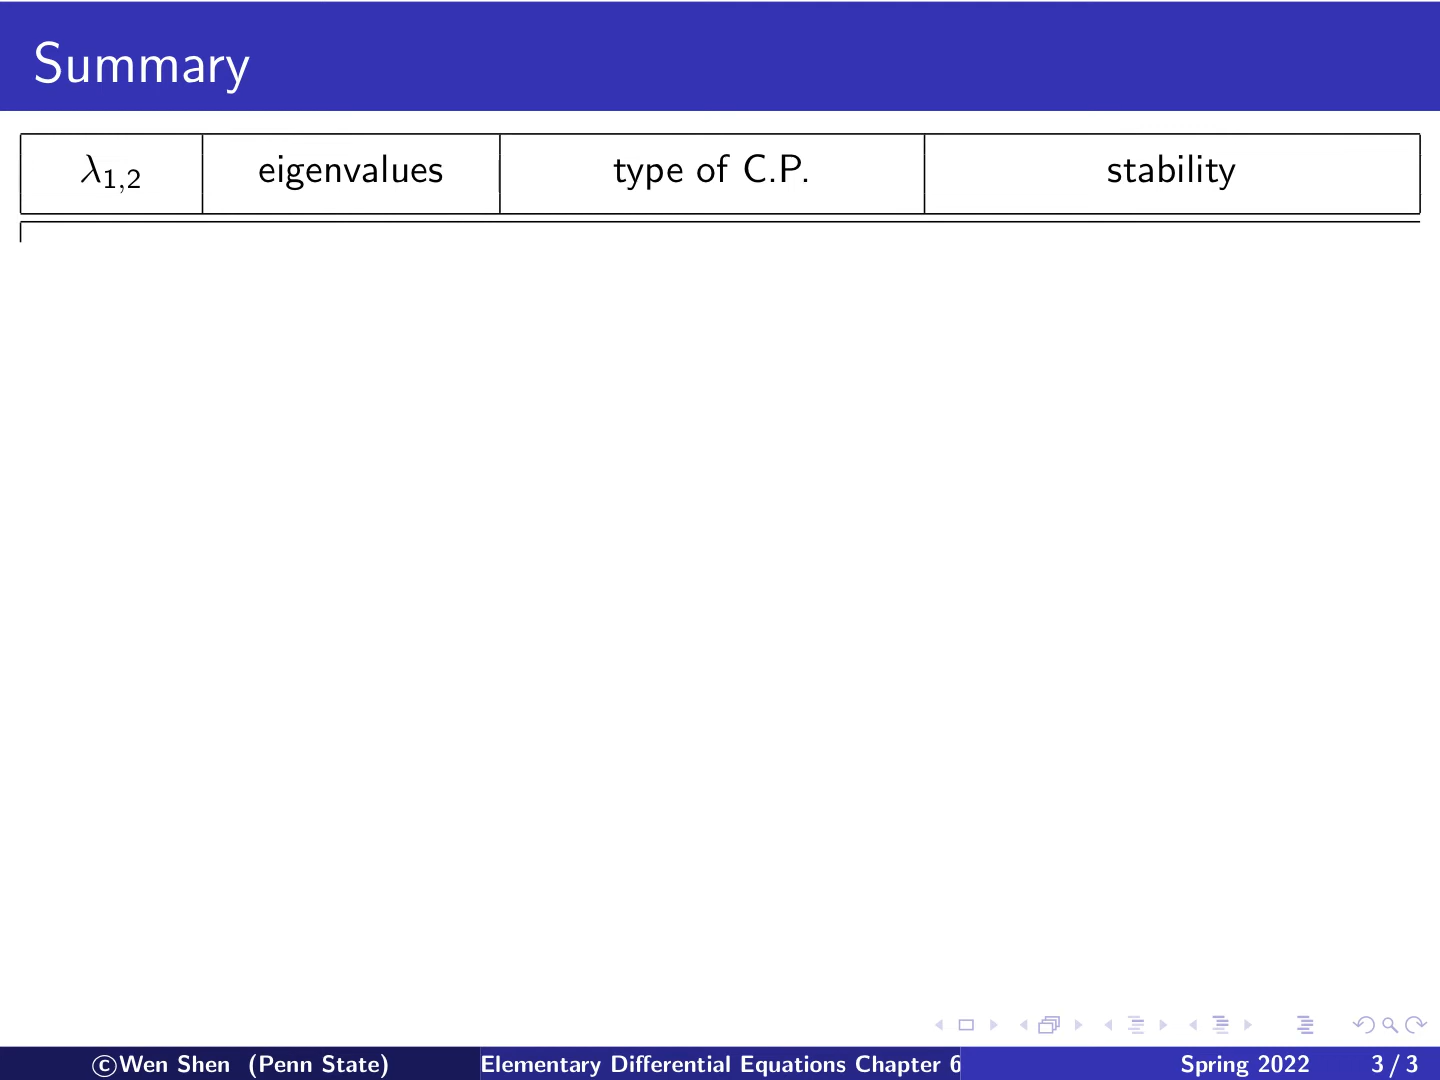 Summary
λ₁,₂ eigenvalues type of C.P. stability
©Wen Shen (Penn State) Elementary Differential Equations Chapter 6 Spring 2022 3 / 3